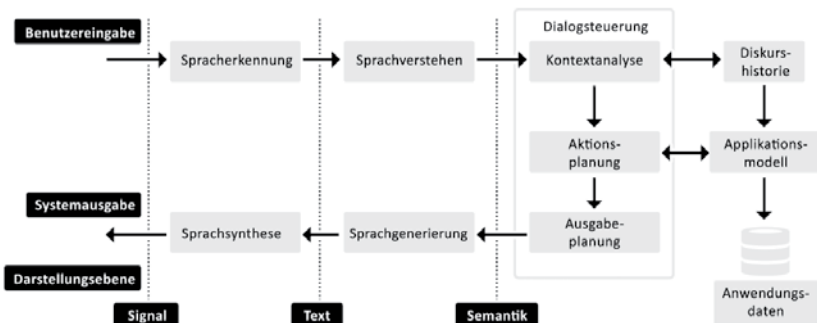 Dialogsteuerung
Benutzereingabe
Spracherkennung
Sprachverstehen
Kontextanalyse
Diskurs-
historie
Aktions-
planung
Applikations-
modell
Systemausgabe
Sprachsynthese
Sprachgenerierung
Ausgabe-
planung
Darstellungsebene
Anwendungs-
daten
Signal
Text
Semantik